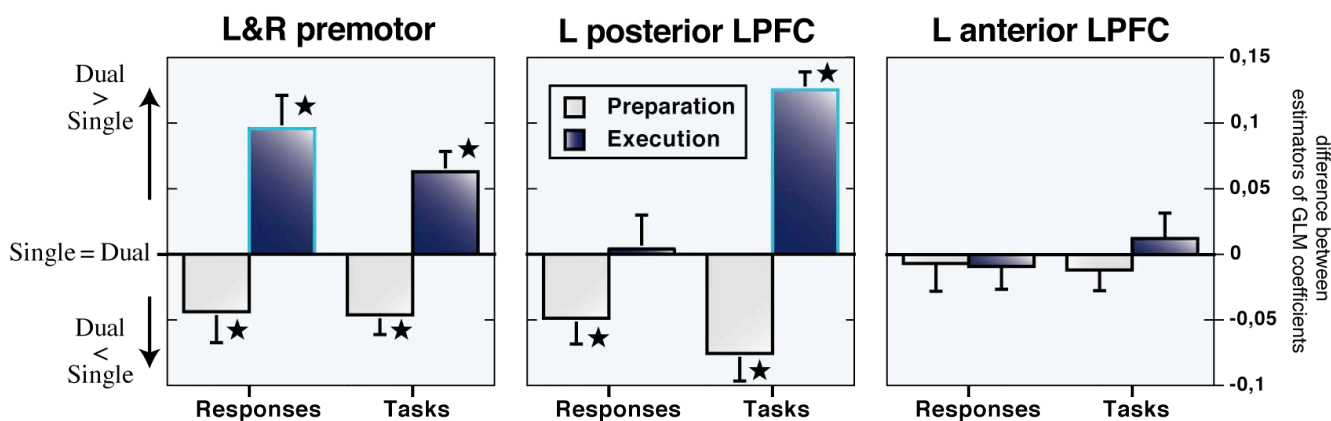 L&R premotor
L posterior LPFC
L anterior LPFC
Dual
>
Single
Single = Dual
Dual
<
Single
Preparation
Execution
0,15
0,1
0,05
0
-0,05
-0,1
difference between
estimators of GLM coefficients
Responses
Tasks
Responses
Tasks
Responses
Tasks